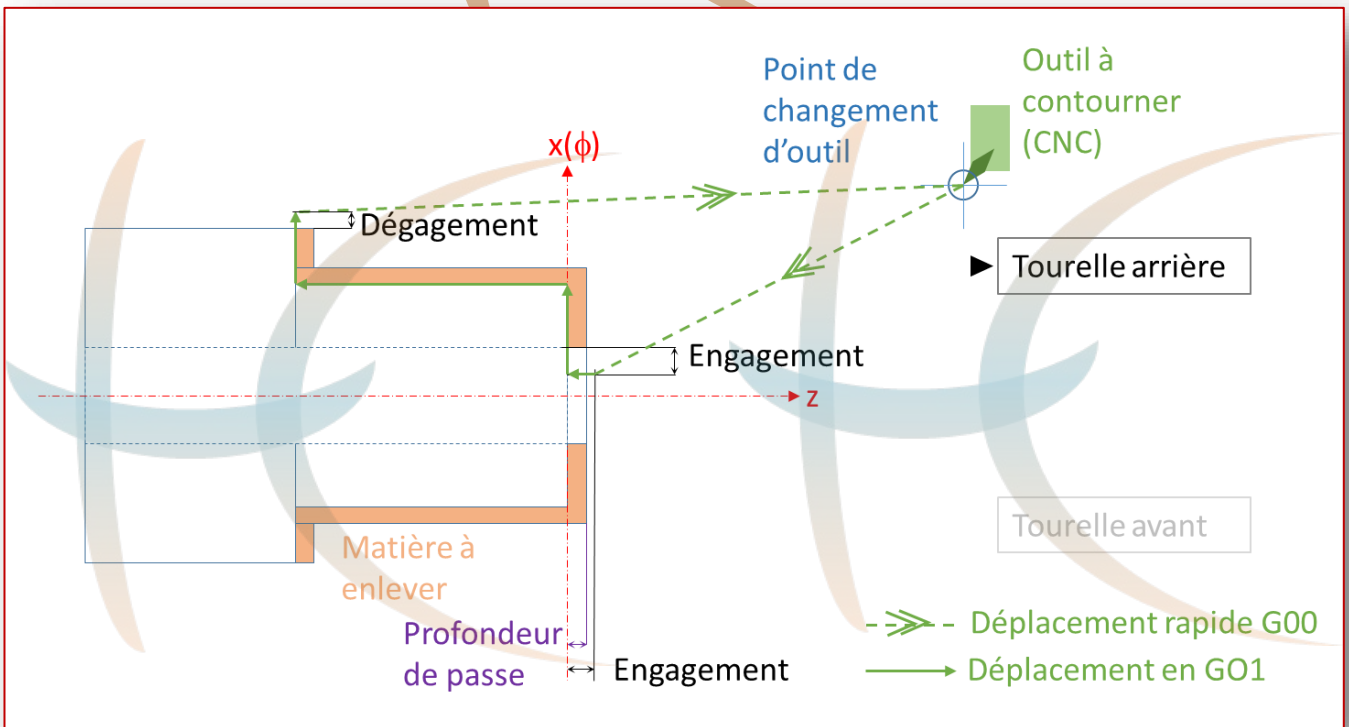 Point de
changement
d’outil
Outil à
contourner
(CNC)
x(ϕ)
Dégagement
Tourelle arrière
Engagement
z
Tourelle avant
Matière à
enlever
Profondeur
de passe
Engagement
Déplacement rapide G00
Déplacement en GO1